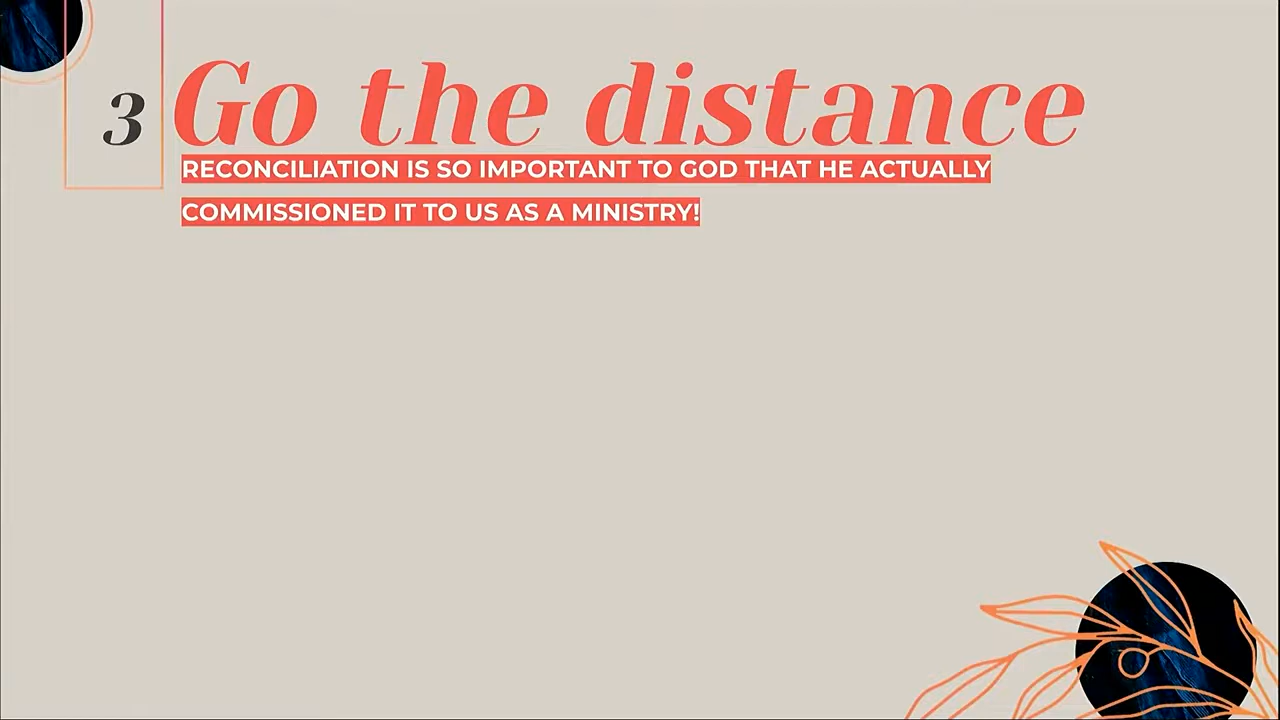 3 Go the distance
RECONCILIATION IS SO IMPORTANT TO GOD THAT HE ACTUALLY
COMMISSIONED IT TO US AS A MINISTRY!